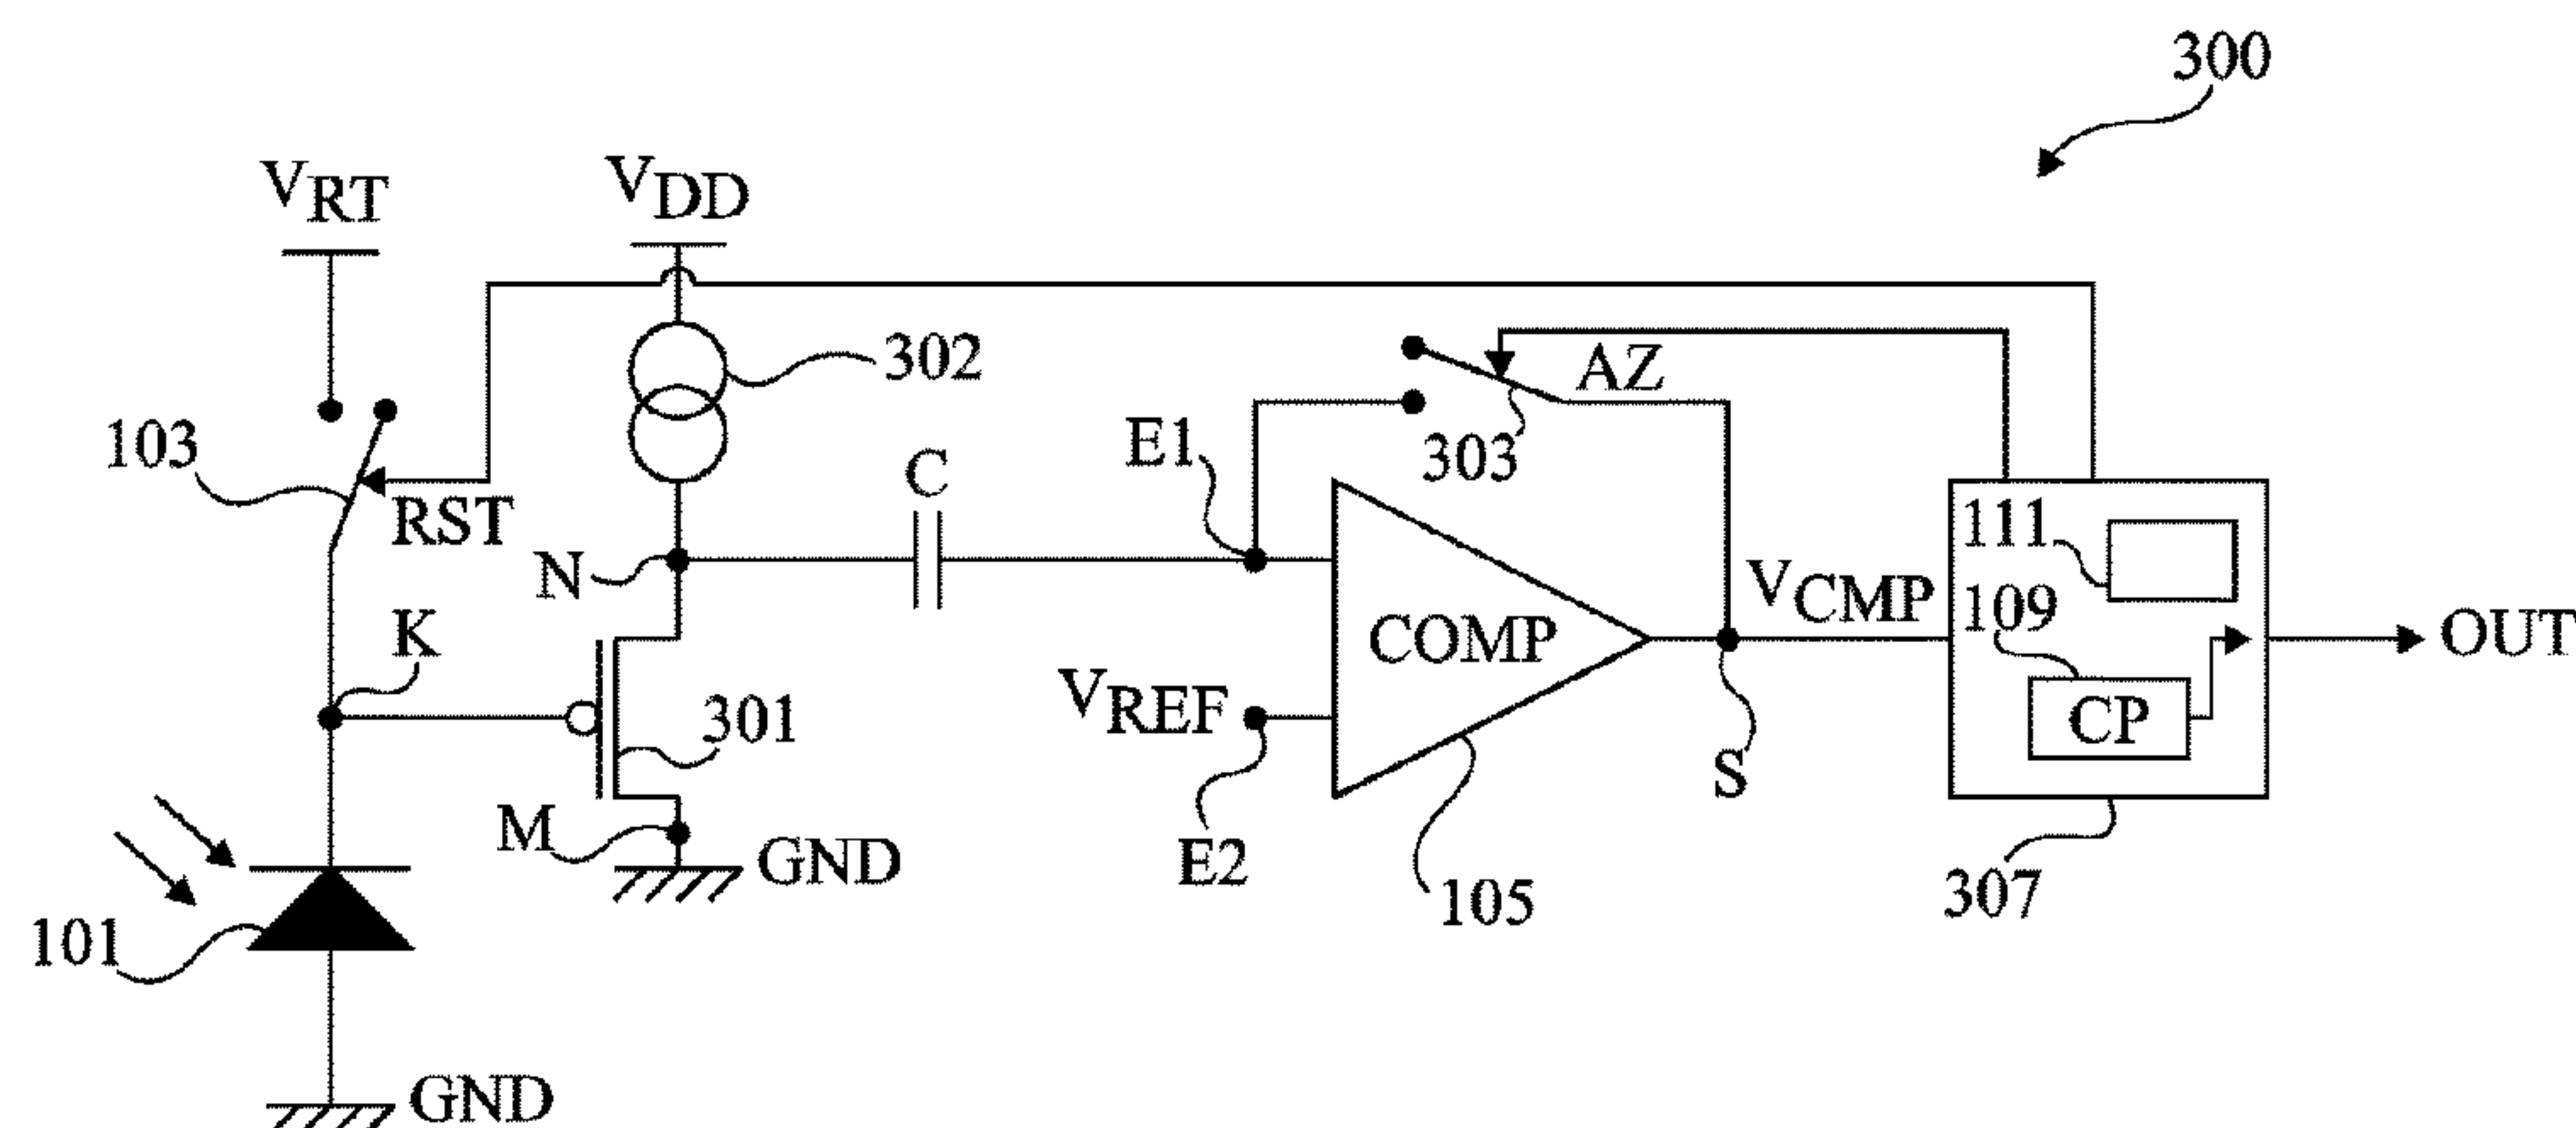 300
VRT
VDD
302
AZ
103
RST
C
E1
303
111
N
K
COMP
VCMP
109
OUT
VREF
301
CP
M
S
GND
E2
105
307
101
GND